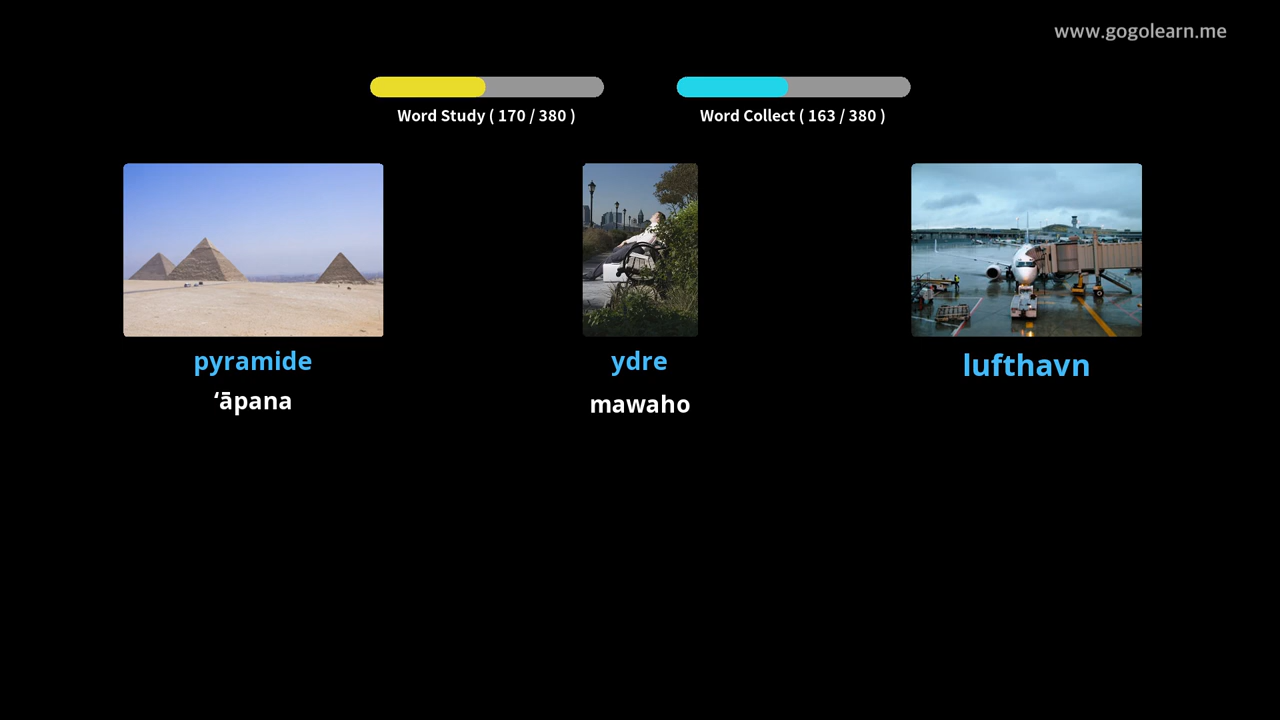 www.gogolearn.me
Word Study ( 170 / 380 )
Word Collect ( 163 / 380 )
pyramide
ʻāpana
ydre
mawaho
lufthavn